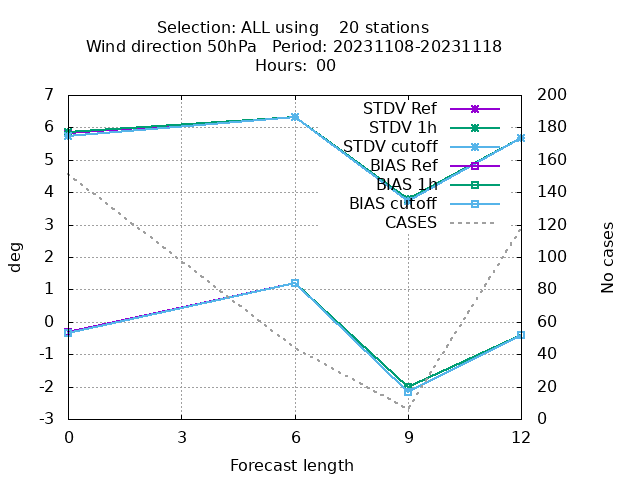 Selection: ALL using    20 stations
Wind direction 50hPa   Period: 20231108-20231118
Hours: 00
7
6
5
4
3
2
1
0
-1
-2
-3
deg
STDV Ref
STDV 1h
STDV cutoff
BIAS Ref
BIAS 1h
BIAS cutoff
CASES
200
180
160
140
120
100
80
60
40
20
0
No cases
0 3 6 9 12
Forecast length